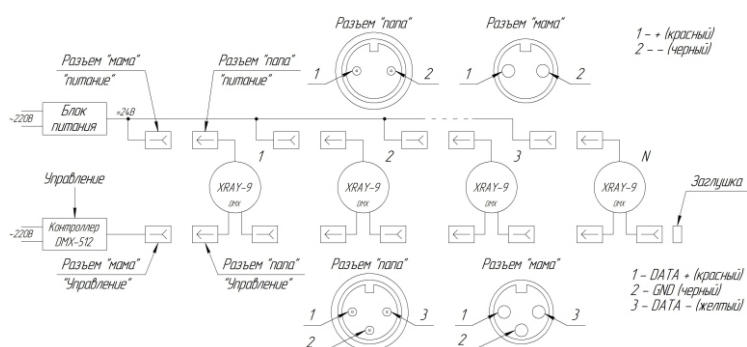 Разъем "папа"
Разъем "мама"
1 - + (красный)
2 - - (черный)
1
2
1
2
Разъем "мама"
"питание"
Разъем "папа"
"питание"
~220В
Блок
питания
+24В
1
2
3
N
XRAY-9
DMX
XRAY-9
DMX
XRAY-9
DMX
XRAY-9
DMX
Управление
Заглушка
~220В
Контроллер
DMX-512
Разъем "мама"
"Управление"
Разъем "папа"
"Управление"
Разъем "папа"
Разъем "мама"
1
3
2
1
3
2
1 - DATA + (красный)
2 - GND (черный)
3 - DATA - (желтый)